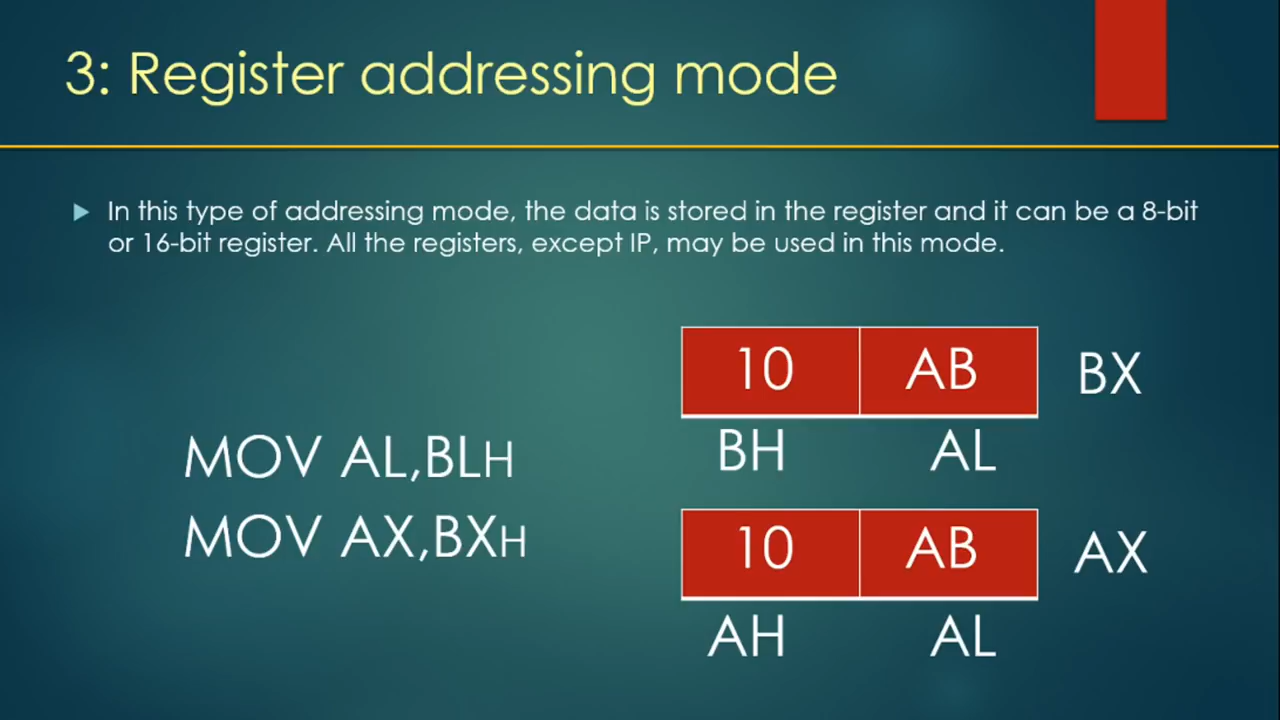 3: Register addressing mode
In this type of addressing mode, the data is stored in the register and it can be a 8-bit
or 16-bit register. All the registers, except IP, may be used in this mode.
10 AB BX
BH AL
MOV AL,BLH
MOV AX,BXH
10 AB AX
AH AL